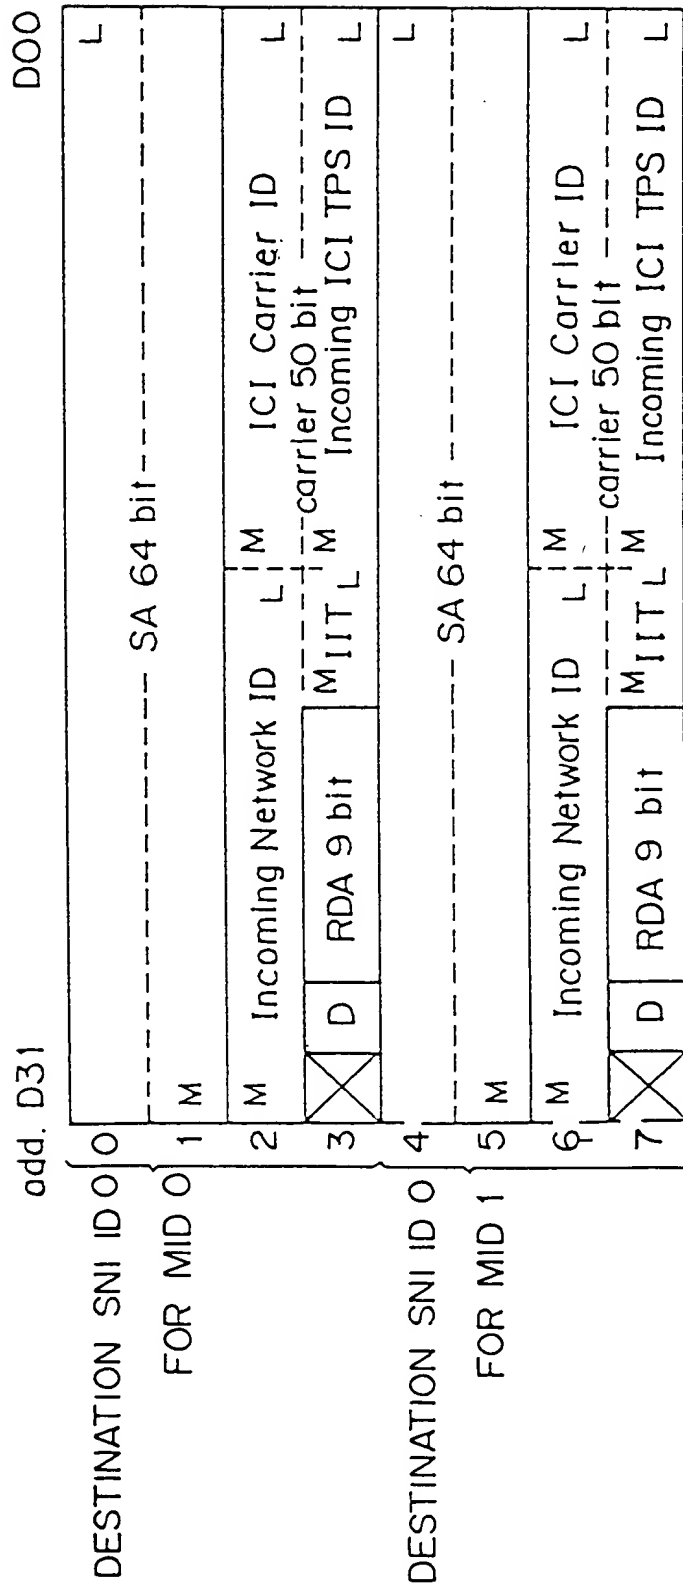 add. D31 D00
DESTINATION SNI ID 0 0 L
SA 64 bit
FOR MID 0 1 M
2 M Incoming Network ID L M ICI Carrier ID L
carrier 50 bit
3 D RDA 9 bit M IIT L M Incoming ICI TPS ID L
DESTINATION SNI ID 0 4 L
SA 64 bit
FOR MID 1 5 M
6 M Incoming Network ID L M ICI Carrier ID L
carrier 50 bit
7 D RDA 9 bit M IIT L M Incoming ICI TPS ID L